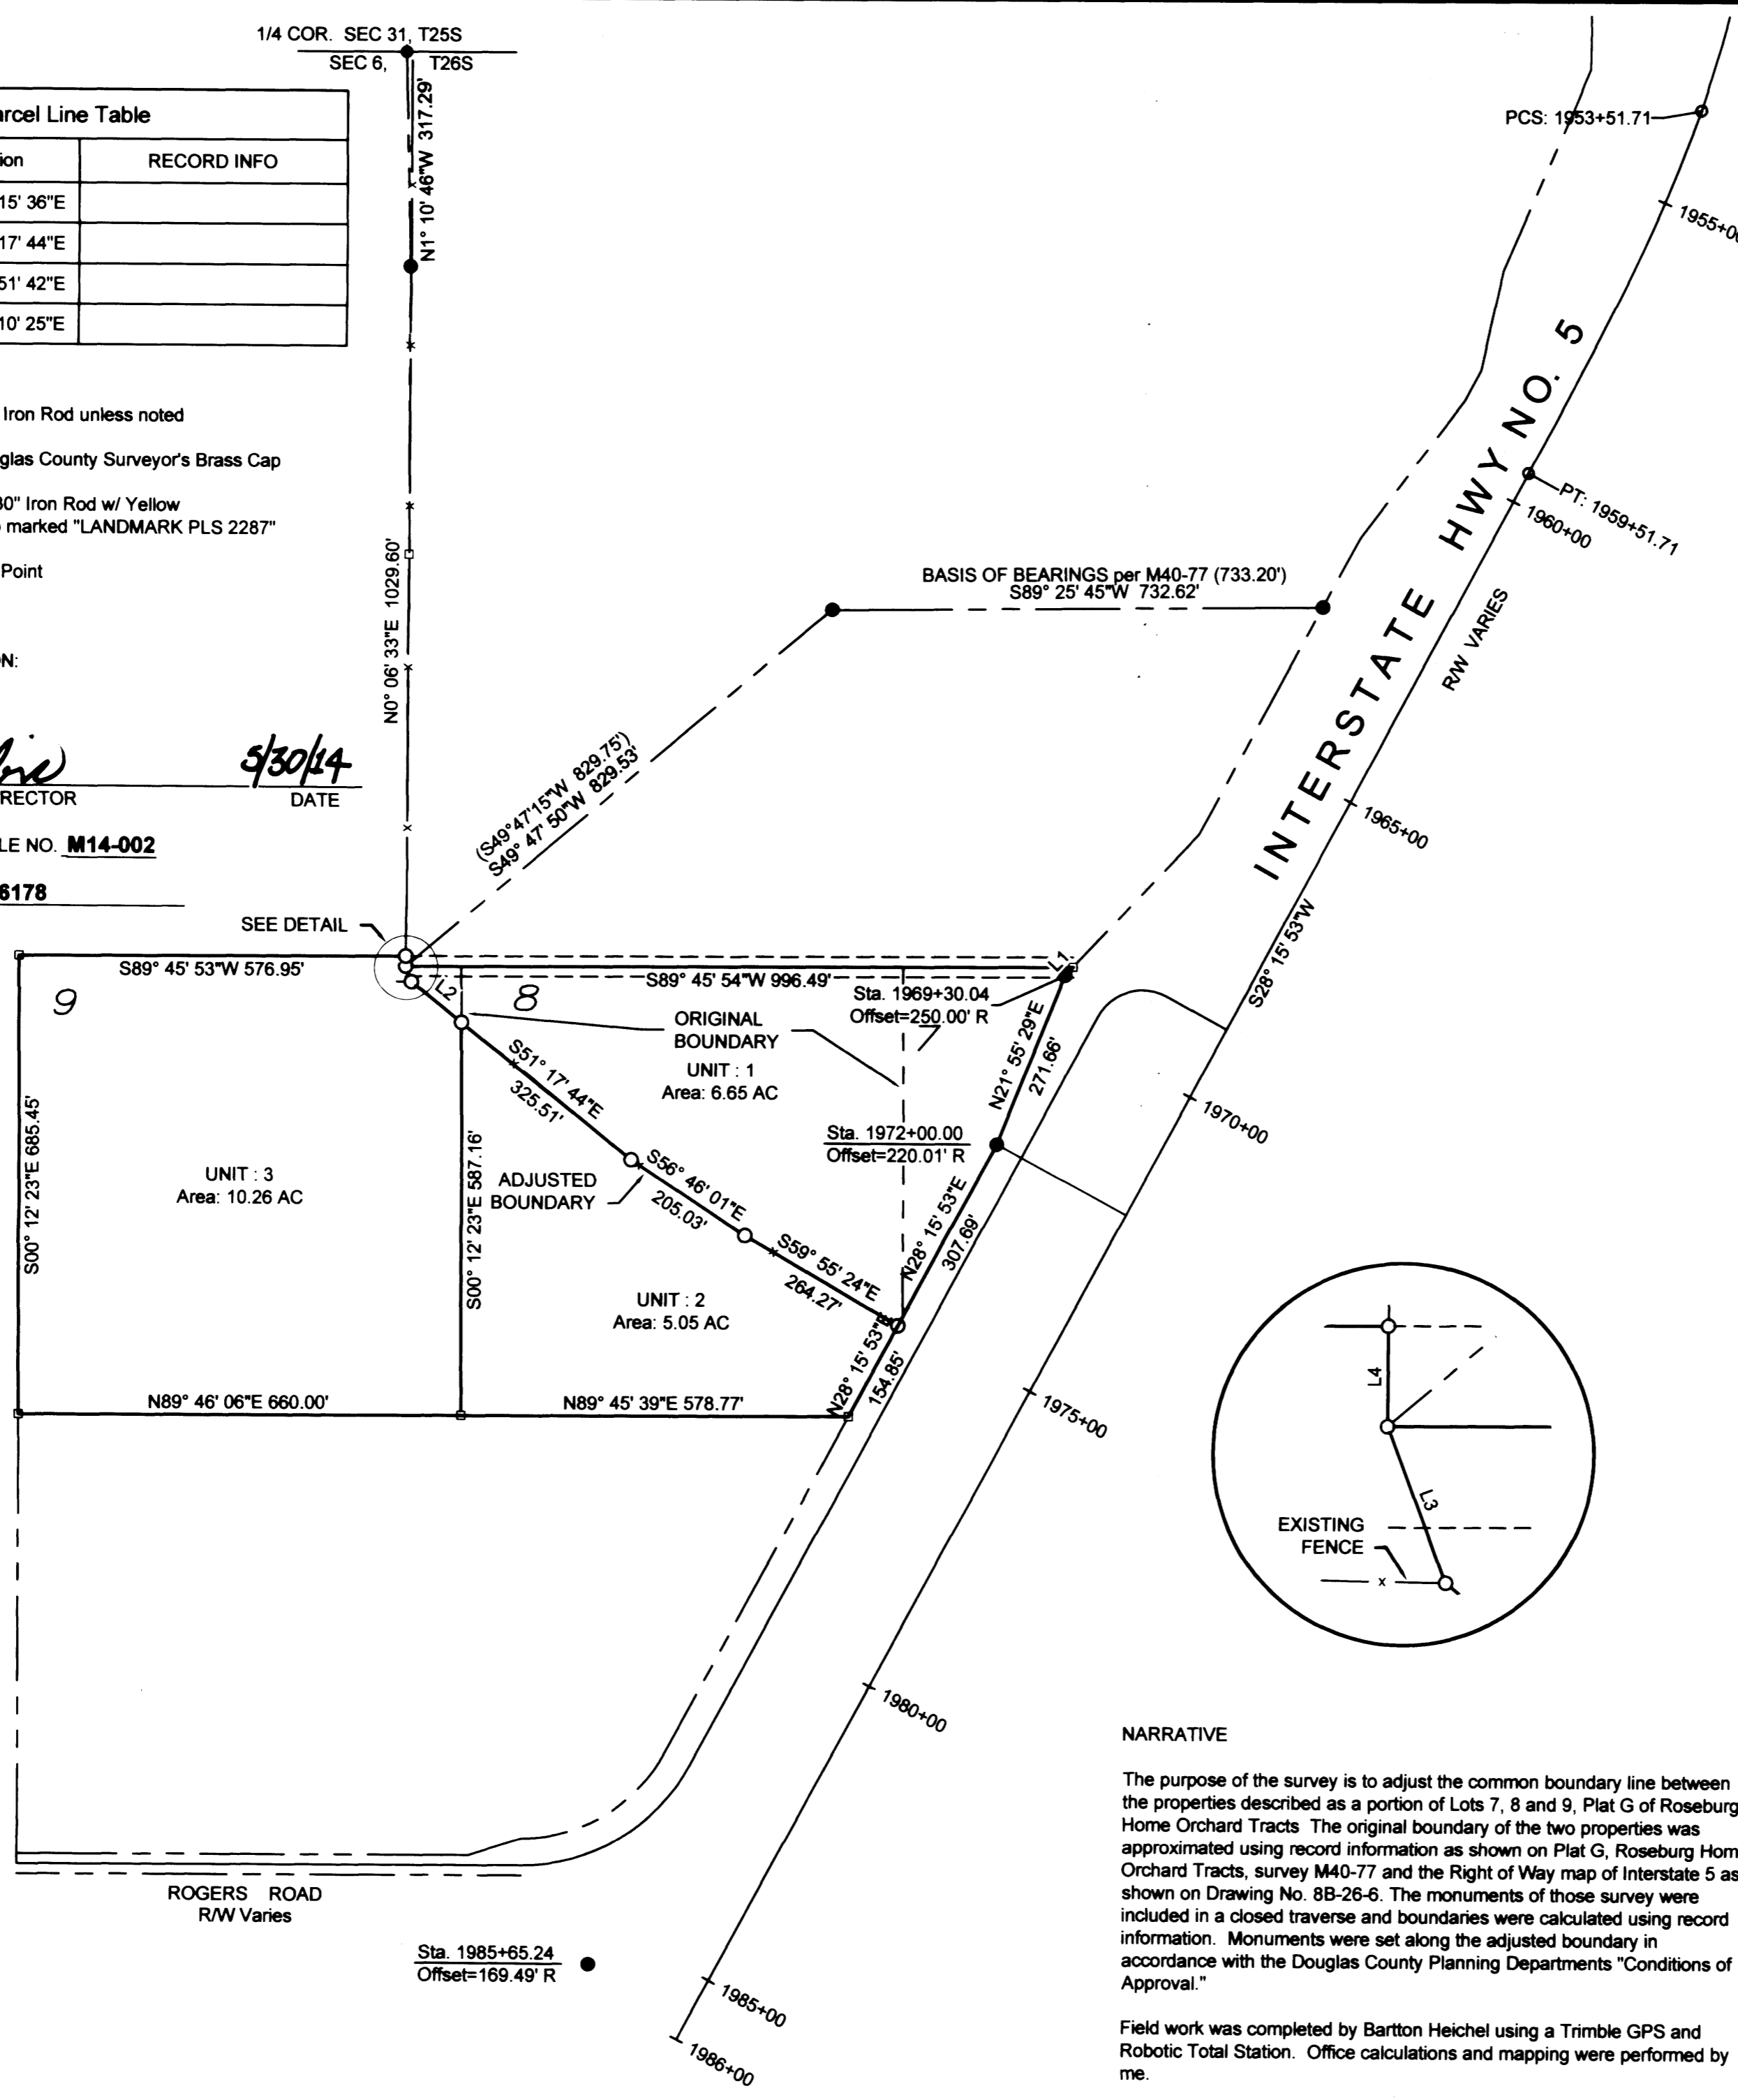 1/4 COR. SEC 31, T25S
SEC 6, T26S
N1° 10' 46"W 317.29'
arcel Line Table
ion RECORD INFO
15' 36"E
17' 44"E
51' 42"E
10' 25"E
Iron Rod unless noted
glas County Surveyor's Brass Cap
30" Iron Rod w/ Yellow
marked "LANDMARK PLS 2287"
Point
N:
5/30/14
RECTOR DATE
LE NO. M14-002
6178
N0° 06' 33"E 1029.60'
PCS: 1953+51.71
1955+00
PT: 1959+51.71
1960+00
BASIS OF BEARINGS per M40-77 (733.20')
S89° 25' 45"W 732.62'
(S49°47'15"W 829.75')
S49° 47' 50"W 829.53'
INTERSTATE HWY NO. 5
R/W VARIES
1965+00
S28° 15' 53"W
SEE DETAIL
S89° 45' 53"W 576.95'
S89° 45' 54"W 996.49'
L1
L2
9
8
7
Sta. 1969+30.04
Offset=250.00' R
ORIGINAL
BOUNDARY
UNIT : 1
Area: 6.65 AC
N21° 55' 29"E
271.66'
1970+00
Sta. 1972+00.00
Offset=220.01' R
S51° 17' 44"E
325.51'
S00° 12' 23"E 685.45'
UNIT : 3
Area: 10.26 AC
S00° 12' 23"E 587.16'
ADJUSTED
BOUNDARY
S56° 46' 01"E
205.03'
S59° 55' 24"E
264.27'
N28° 15' 53"E
307.69'
UNIT : 2
Area: 5.05 AC
N28° 15' 53"E
154.85'
N89° 46' 06"E 660.00'
N89° 45' 39"E 578.77'
1975+00
L4
L3
EXISTING
FENCE
1980+00
ROGERS ROAD
R/W Varies
Sta. 1985+65.24
Offset=169.49' R
1985+00
1986+00
NARRATIVE
The purpose of the survey is to adjust the common boundary line between
the properties described as a portion of Lots 7, 8 and 9, Plat G of Roseburg
Home Orchard Tracts The original boundary of the two properties was
approximated using record information as shown on Plat G, Roseburg Hom
Orchard Tracts, survey M40-77 and the Right of Way map of Interstate 5 as
shown on Drawing No. 8B-26-6. The monuments of those survey were
included in a closed traverse and boundaries were calculated using record
information. Monuments were set along the adjusted boundary in
accordance with the Douglas County Planning Departments "Conditions of
Approval."
Field work was completed by Bartton Heichel using a Trimble GPS and
Robotic Total Station. Office calculations and mapping were performed by
me.